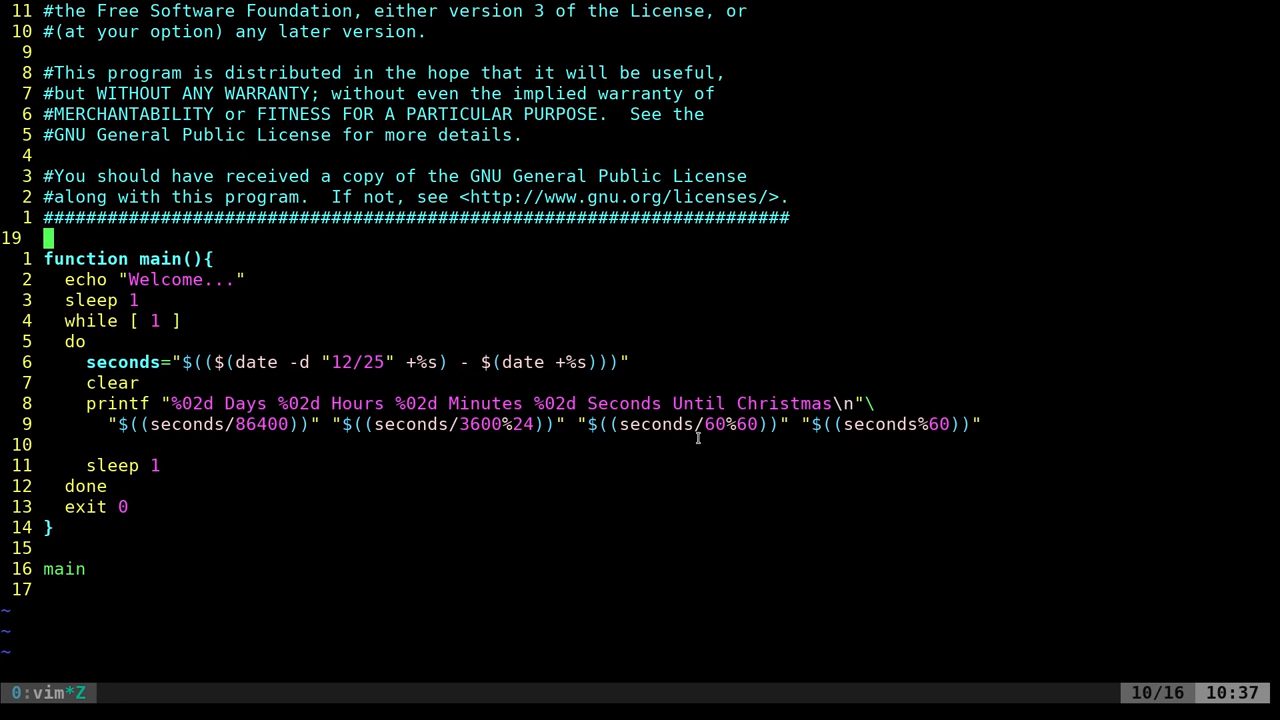 11 #the Free Software Foundation, either version 3 of the License, or
10 #(at your option) any later version.
9
8 #This program is distributed in the hope that it will be useful,
7 #but WITHOUT ANY WARRANTY; without even the implied warranty of
6 #MERCHANTABILITY or FITNESS FOR A PARTICULAR PURPOSE.  See the
5 #GNU General Public License for more details.
4
3 #You should have received a copy of the GNU General Public License
2 #along with this program.  If not, see <http://www.gnu.org/licenses/>.
1 ######################################################################
19
1 function main(){
2   echo "Welcome..."
3   sleep 1
4   while [ 1 ]
5   do
6     seconds="$(($(date -d "12/25" +%s) - $(date +%s)))"
7     clear
8     printf "%02d Days %02d Hours %02d Minutes %02d Seconds Until Christmas\n"\
9       "$((seconds/86400))" "$((seconds/3600%24))" "$((seconds/60%60))" "$((seconds%60))"
10
11     sleep 1
12   done
13   exit 0
14 }
15
16 main
17
~
~
~
0:vim*Z 10/16 10:37